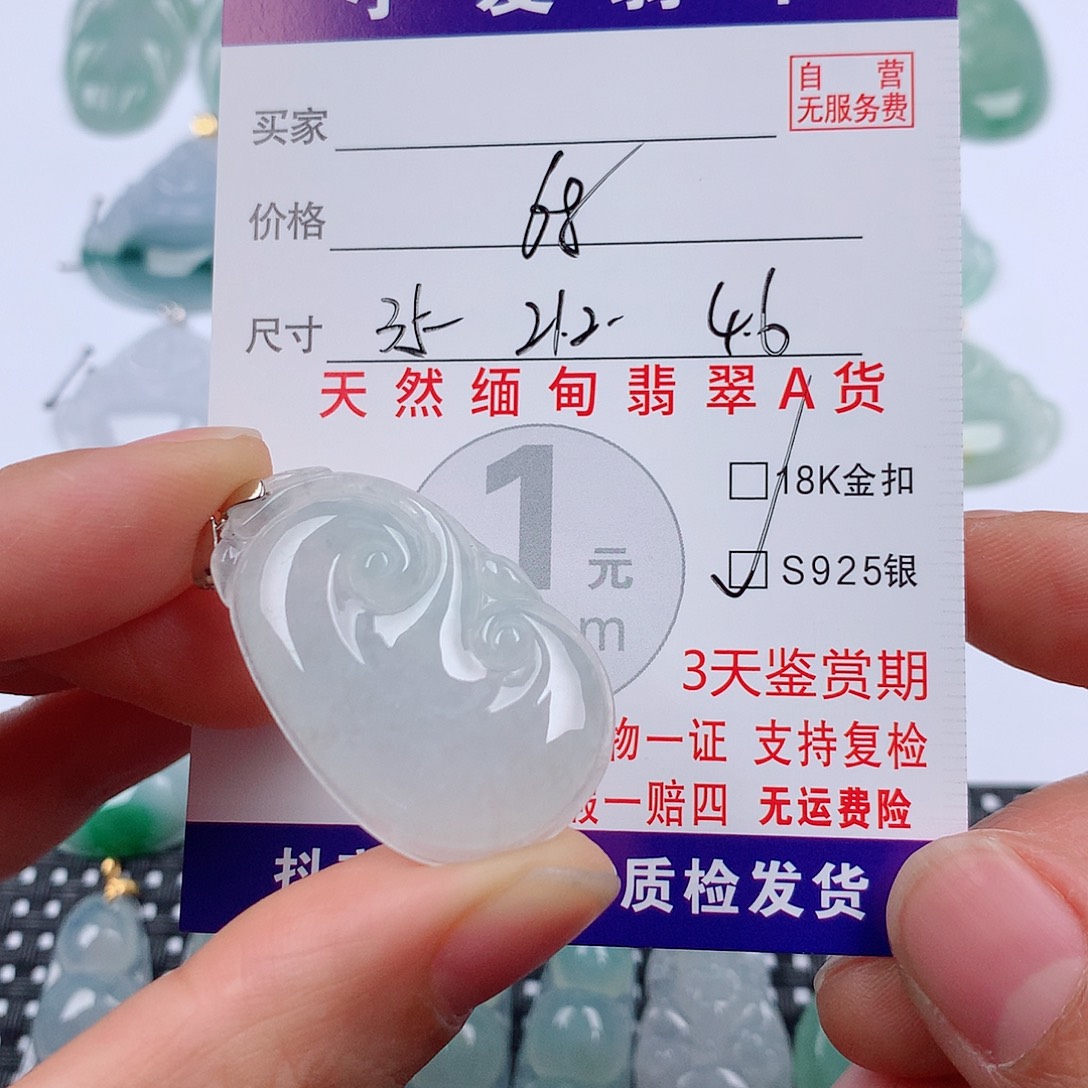 自 营
无服务费
买家
价格 68
尺寸 35 21.2 4.6
天然缅甸翡翠A货
1
元
m
18K金扣
S925银
3天鉴赏期
物一证 支持复检
一赔四 无运费险
质检发货